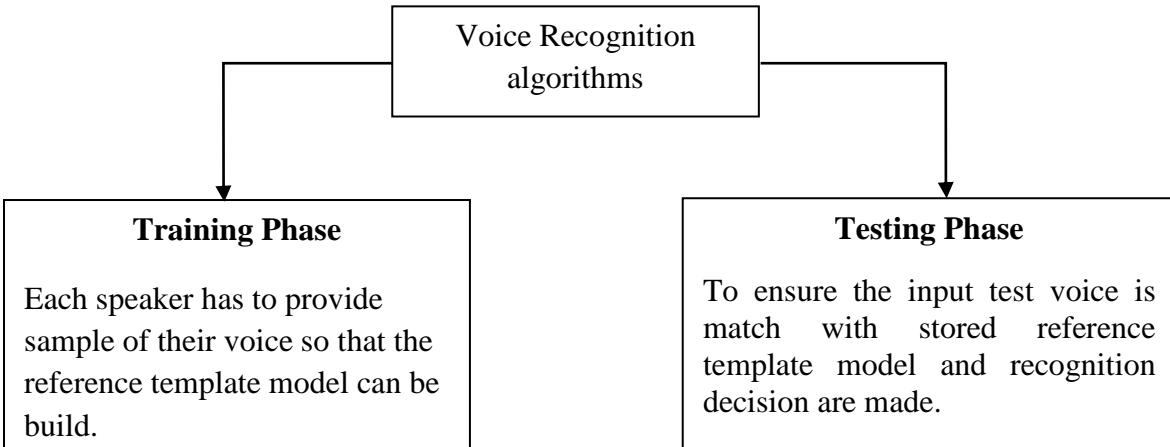 Voice Recognition
algorithms
Training Phase
Each speaker has to provide
sample of their voice so that the
reference template model can be
build.
Testing Phase
To ensure the input test voice is
match with stored reference
template model and recognition
decision are made.